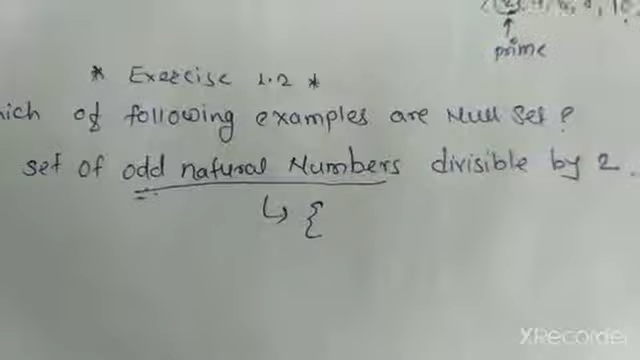 prime
* Exercise 1.2 *
of following examples are Null Set?
set of odd natural Numbers divisible by 2.
↳ {
XRecorder